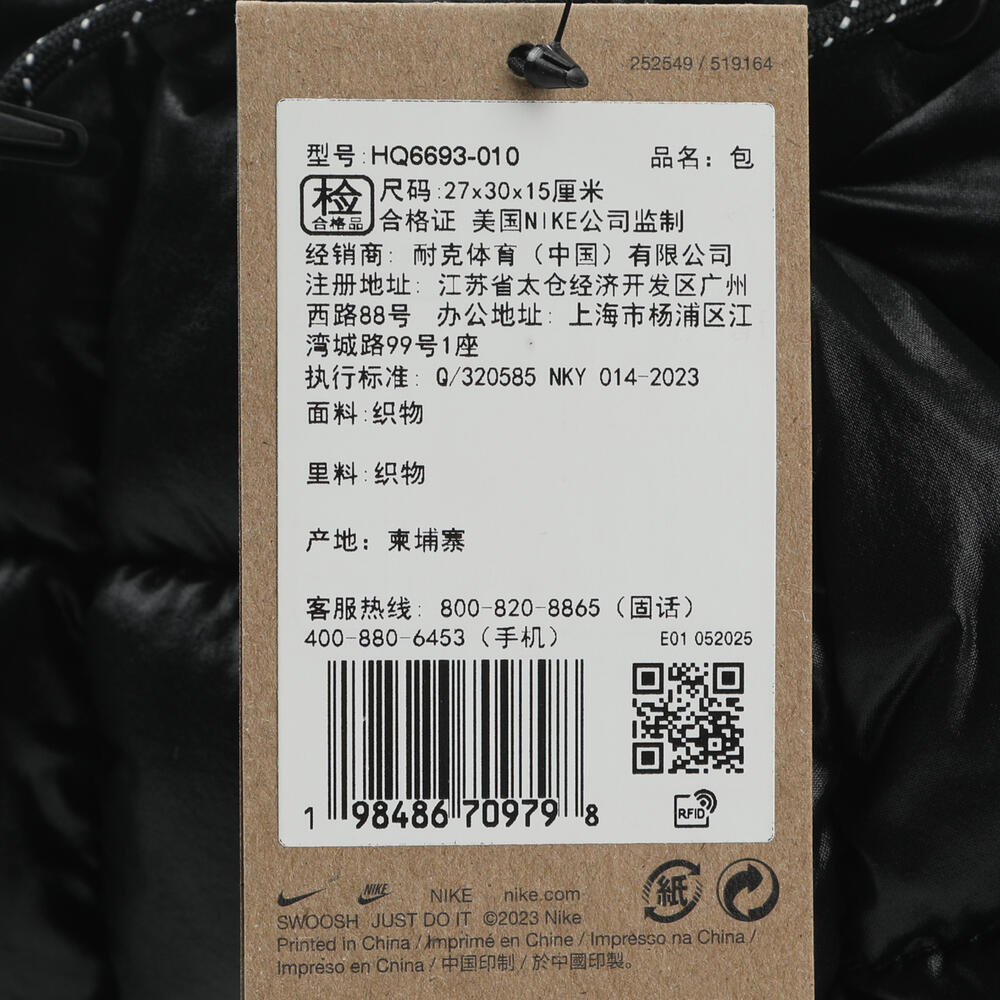 252549 / 519164
型号:HQ6693-010 品名：包
检 合格品
尺码:27x30x15厘米
合格证 美国NIKE公司监制
经销商: 耐克体育（中国）有限公司
注册地址: 江苏省太仓经济开发区广州
西路88号 办公地址: 上海市杨浦区江
湾城路99号1座
执行标准: Q/320585 NKY 014-2023
面料:织物
里料:织物
产地：柬埔寨
客服热线: 800-820-8865（固话）
400-880-6453（手机） E01 052025
1 98486 70979 8
RFID
紙
NIKE NIKE nike.com
SWOOSH JUST DO IT ©2023 Nike
Printed in China / Imprimé en Chine / Impresso na China /
Impreso en China / 中国印制 / 於中國印製。